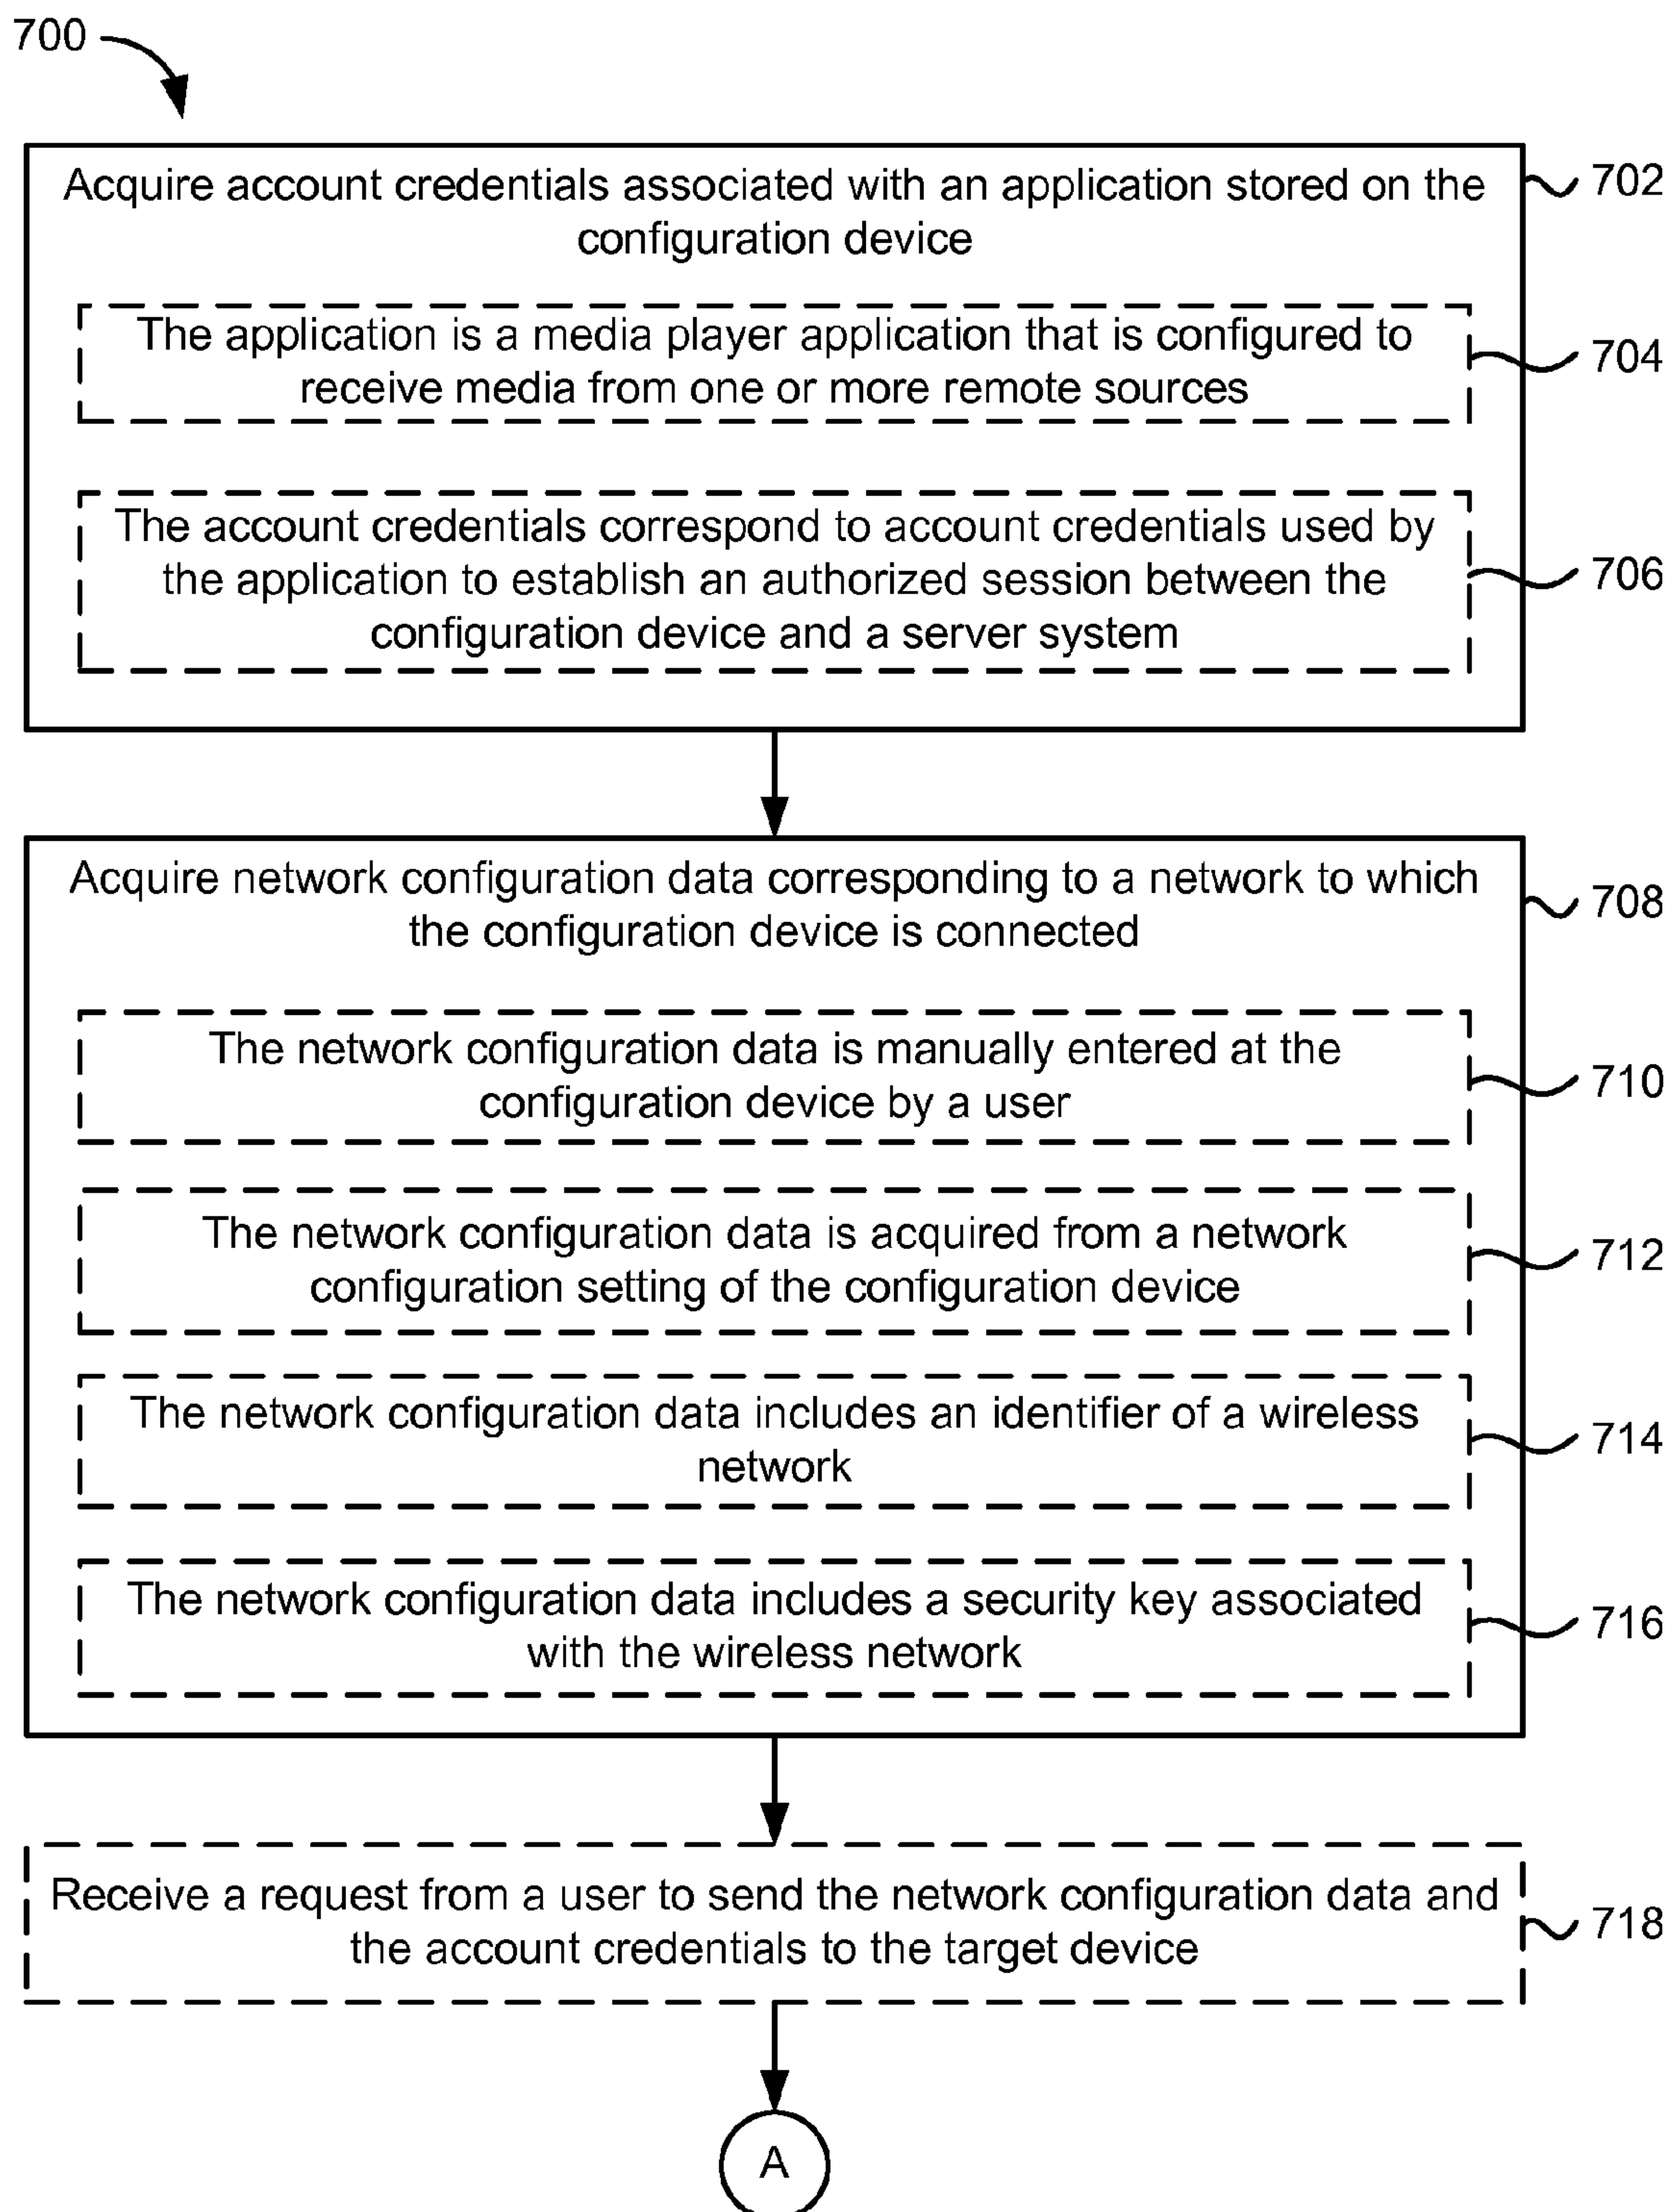 700
Acquire account credentials associated with an application stored on the
configuration device
702
The application is a media player application that is configured to
receive media from one or more remote sources
704
The account credentials correspond to account credentials used by
the application to establish an authorized session between the
configuration device and a server system
706
Acquire network configuration data corresponding to a network to which
the configuration device is connected
708
The network configuration data is manually entered at the
configuration device by a user
710
The network configuration data is acquired from a network
configuration setting of the configuration device
712
The network configuration data includes an identifier of a wireless
network
714
The network configuration data includes a security key associated
with the wireless network
716
Receive a request from a user to send the network configuration data and
the account credentials to the target device
718
A